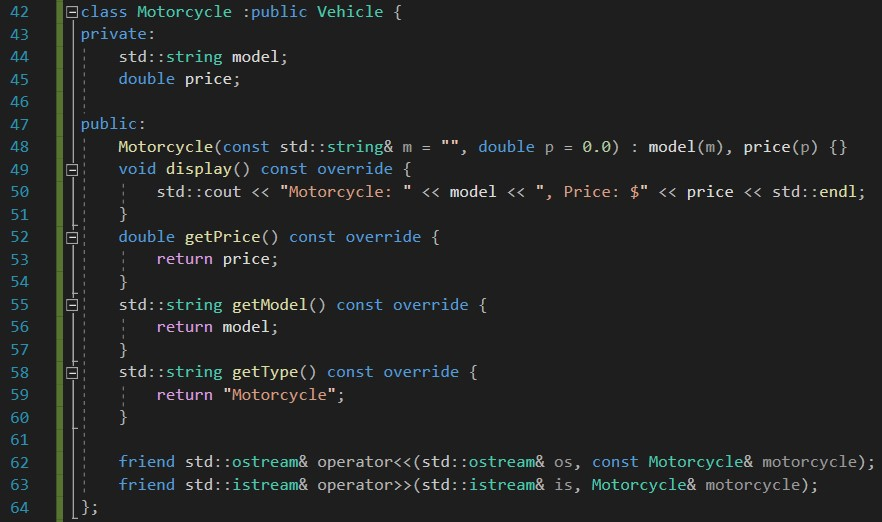 42 class Motorcycle :public Vehicle {
43 private:
44     std::string model;
45     double price;
46
47 public:
48     Motorcycle(const std::string& m = "", double p = 0.0) : model(m), price(p) {}
49     void display() const override {
50         std::cout << "Motorcycle: " << model << ", Price: $" << price << std::endl;
51     }
52     double getPrice() const override {
53         return price;
54     }
55     std::string getModel() const override {
56         return model;
57     }
58     std::string getType() const override {
59         return "Motorcycle";
60     }
61
62     friend std::ostream& operator<<(std::ostream& os, const Motorcycle& motorcycle);
63     friend std::istream& operator>>(std::istream& is, Motorcycle& motorcycle);
64 };